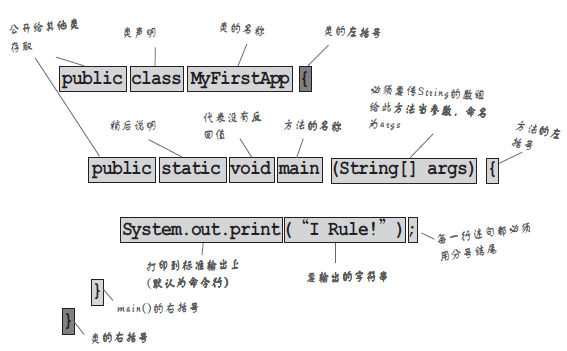 公开给其他类
存取
类声明
类的名称
类的左括号
public class MyFirstApp {
稍后说明
代表没有反
回值
方法的名称
必须要传String的数组
给此方法当参数，命名
为args
方法的左
括号
public static void main (String[] args) {
System.out.print(“I Rule!”);
打印到标准输出上
(默认为命令行)
要输出的字符串
每一行语句都必须
用分号结尾
}
main()的右括号
}
类的右括号